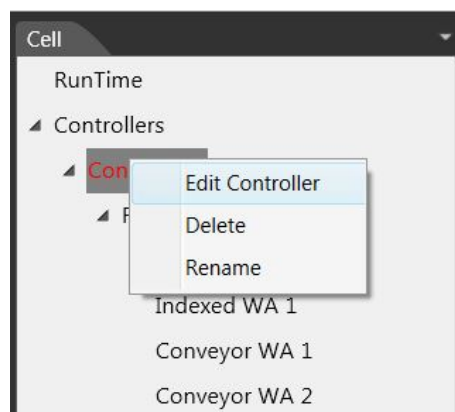 Cell
RunTime
Controllers
Con
Edit Controller
F
Delete
Rename
Indexed WA 1
Conveyor WA 1
Conveyor WA 2